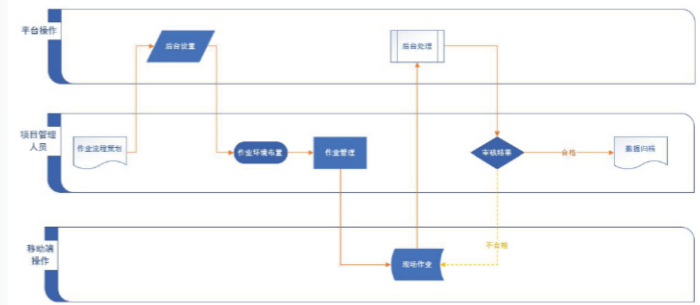 平台操作
后台设置
后台处理
项目管理
人员
作业流程策划
作业环境布置
作业管理
审核结果
合格
数据归档
不合格
移动端
操作
现场作业